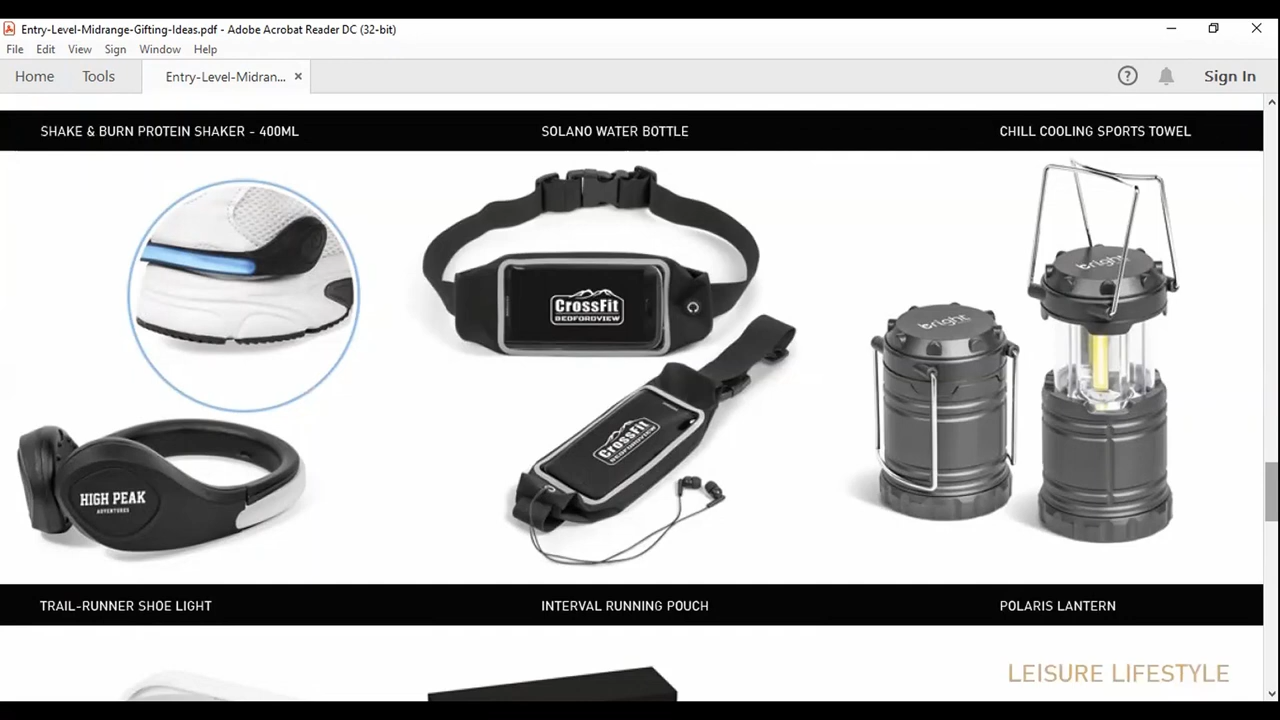 Entry-Level-Midrange-Gifting-Ideas.pdf - Adobe Acrobat Reader DC (32-bit)
File Edit View Sign Window Help
Home Tools Entry-Level-Midran... × ? Sign In
SHAKE & BURN PROTEIN SHAKER - 400ML SOLANO WATER BOTTLE CHILL COOLING SPORTS TOWEL
bright
bright
CrossFit
BEDFORDVIEW
CrossFit
BEDFORDVIEW
HIGH PEAK
ADVENTURES
TRAIL-RUNNER SHOE LIGHT INTERVAL RUNNING POUCH POLARIS LANTERN
LEISURE LIFESTYLE